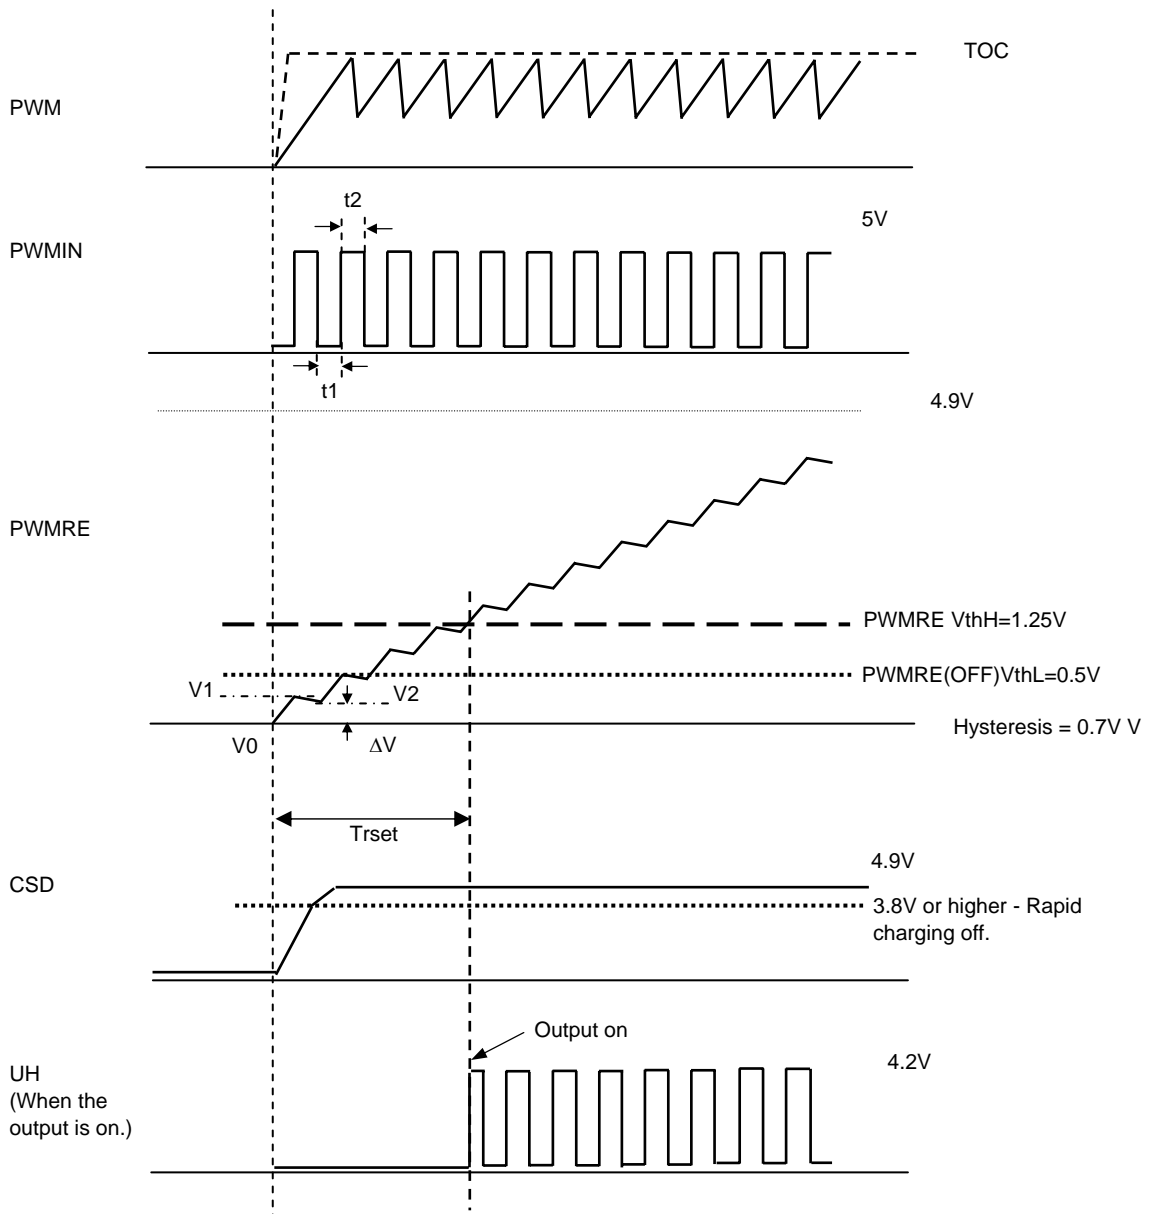 TOC
PWM
t2
5V
PWMIN
t1
4.9V
PWMRE
PWMRE VthH=1.25V
PWMRE(OFF)VthL=0.5V
V1
V2
Hysteresis = 0.7V V
V0
ΔV
Trset
4.9V
CSD
3.8V or higher - Rapid
charging off.
Output on
4.2V
UH
(When the
output is on.)